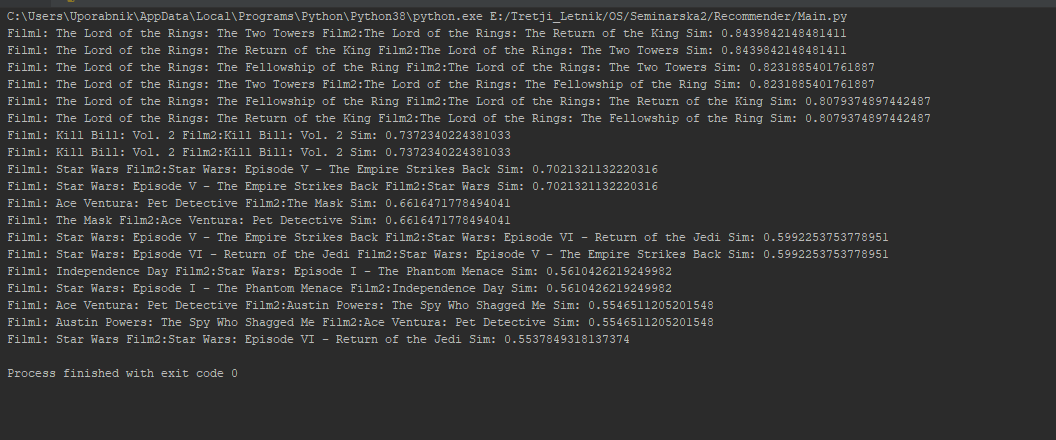 C:\Users\Uporabnik\AppData\Local\Programs\Python\Python38\python.exe E:/Tretji_Letnik/OS/Seminarska2/Recommender/Main.py
Film1: The Lord of the Rings: The Two Towers Film2:The Lord of the Rings: The Return of the King Sim: 0.8439842148481411
Film1: The Lord of the Rings: The Return of the King Film2:The Lord of the Rings: The Two Towers Sim: 0.8439842148481411
Film1: The Lord of the Rings: The Fellowship of the Ring Film2:The Lord of the Rings: The Two Towers Sim: 0.8231885401761887
Film1: The Lord of the Rings: The Two Towers Film2:The Lord of the Rings: The Fellowship of the Ring Sim: 0.8231885401761887
Film1: The Lord of the Rings: The Fellowship of the Ring Film2:The Lord of the Rings: The Return of the King Sim: 0.8079374897442487
Film1: The Lord of the Rings: The Return of the King Film2:The Lord of the Rings: The Fellowship of the Ring Sim: 0.8079374897442487
Film1: Kill Bill: Vol. 2 Film2:Kill Bill: Vol. 2 Sim: 0.7372340224381033
Film1: Kill Bill: Vol. 2 Film2:Kill Bill: Vol. 2 Sim: 0.7372340224381033
Film1: Star Wars Film2:Star Wars: Episode V - The Empire Strikes Back Sim: 0.7021321132220316
Film1: Star Wars: Episode V - The Empire Strikes Back Film2:Star Wars Sim: 0.7021321132220316
Film1: Ace Ventura: Pet Detective Film2:The Mask Sim: 0.6616471778494041
Film1: The Mask Film2:Ace Ventura: Pet Detective Sim: 0.6616471778494041
Film1: Star Wars: Episode V - The Empire Strikes Back Film2:Star Wars: Episode VI - Return of the Jedi Sim: 0.5992253753778951
Film1: Star Wars: Episode VI - Return of the Jedi Film2:Star Wars: Episode V - The Empire Strikes Back Sim: 0.5992253753778951
Film1: Independence Day Film2:Star Wars: Episode I - The Phantom Menace Sim: 0.5610426219249982
Film1: Star Wars: Episode I - The Phantom Menace Film2:Independence Day Sim: 0.5610426219249982
Film1: Ace Ventura: Pet Detective Film2:Austin Powers: The Spy Who Shagged Me Sim: 0.5546511205201548
Film1: Austin Powers: The Spy Who Shagged Me Film2:Ace Ventura: Pet Detective Sim: 0.5546511205201548
Film1: Star Wars Film2:Star Wars: Episode VI - Return of the Jedi Sim: 0.5537849318137374
Process finished with exit code 0